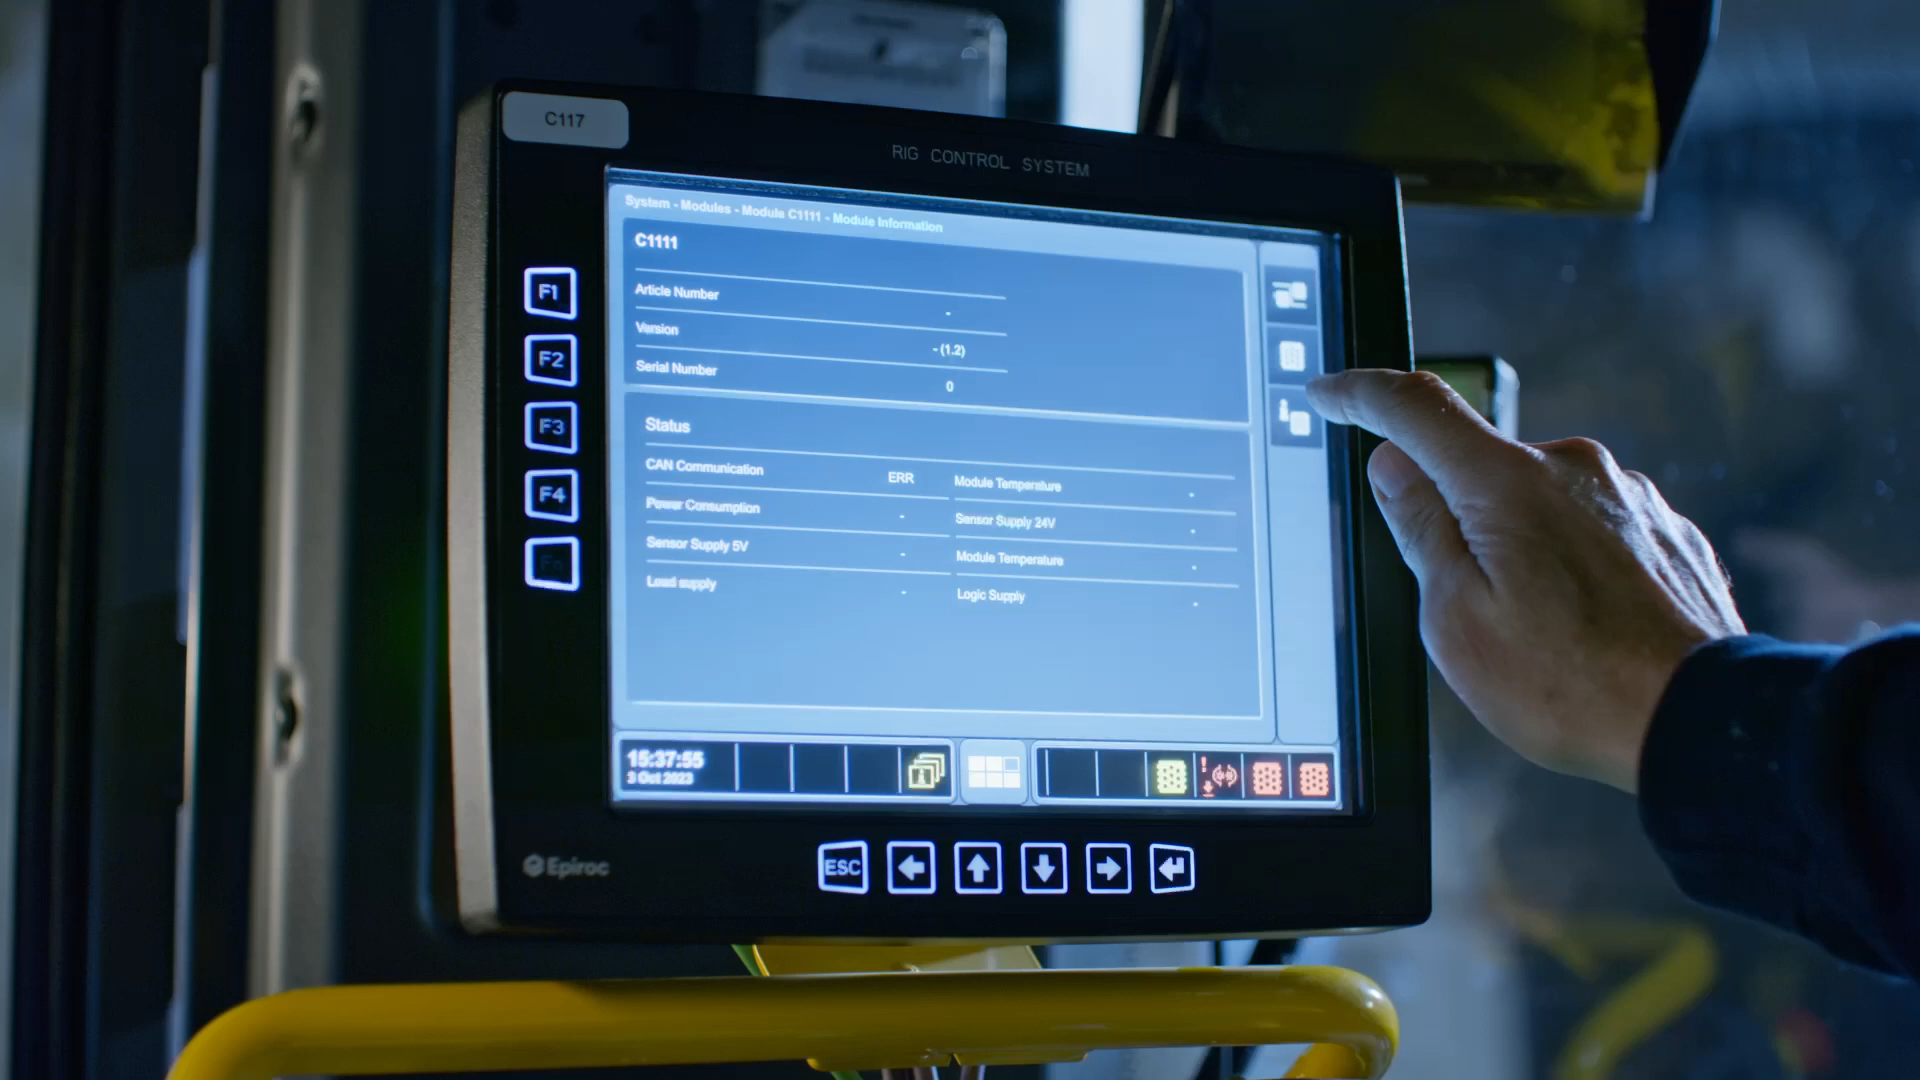 C117
RIG CONTROL SYSTEM
System - Modules - Module C1111 - Module Information
C1111
Article Number
-
Version
- (1.2)
Serial Number
0
Status
CAN Communication ERR Module Temperature -
Power Consumption - Sensor Supply 24V -
Sensor Supply 5V - Module Temperature -
Load supply - Logic Supply -
F1
F2
F3
F4
Fn
15:37:55
3 Oct 2023
Epiroc
ESC